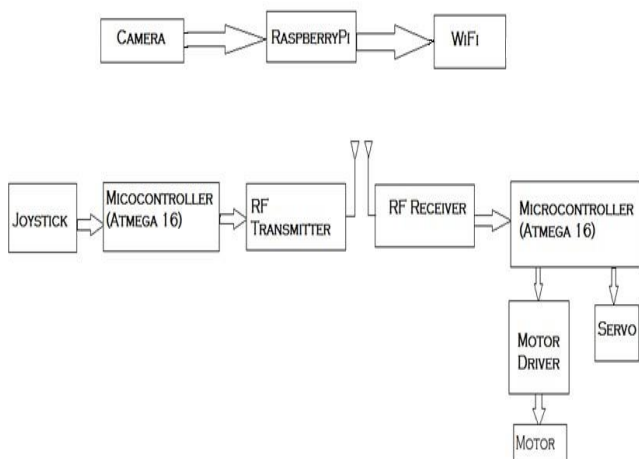 CAMERA
RASPBERRYPI
WIFI
JOYSTICK
MICOCONTROLLER
(ATMEGA 16)
RF
TRANSMITTER
RF RECEIVER
MICROCONTROLLER
(ATMEGA 16)
MOTOR
DRIVER
SERVO
MOTOR